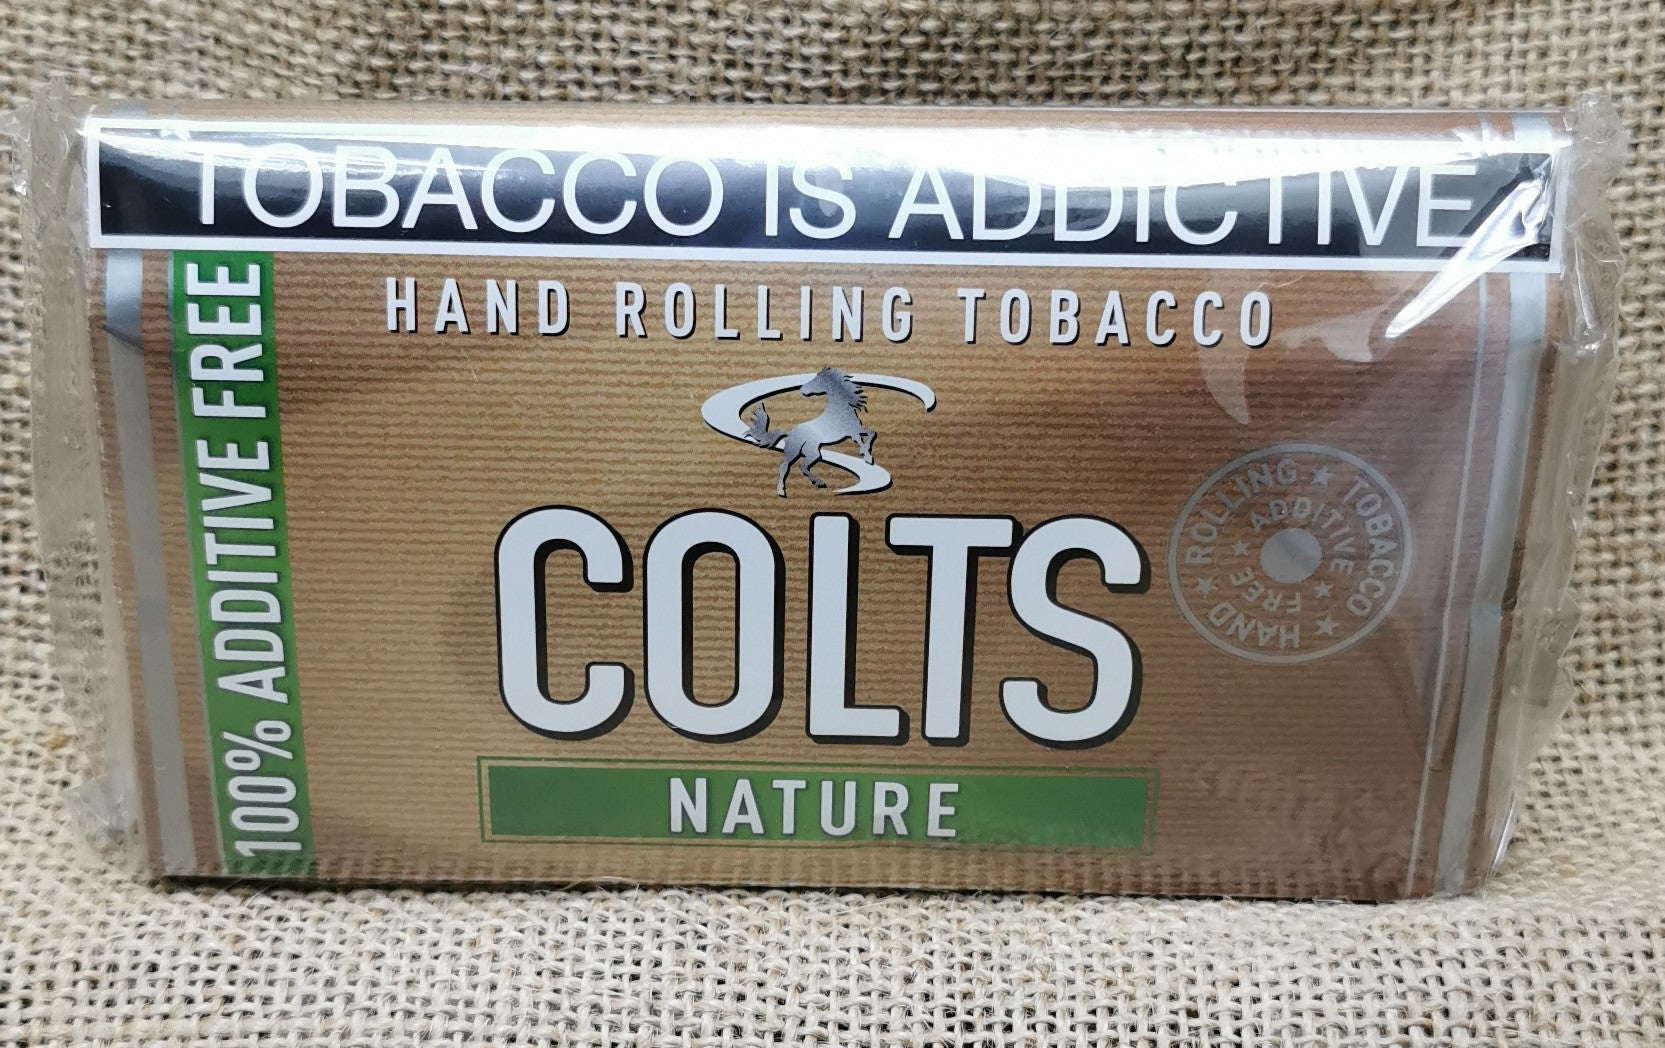 TOBACCO IS ADDICTIVE
100% ADDITIVE FREE
HAND ROLLING TOBACCO
COLTS
NATURE
HAND ★ ROLLING ★ TOBACCO ★
★ ADDITIVE ★ FREE